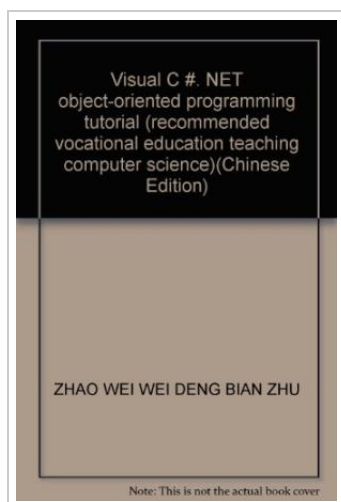 Visual C #. NET
object-oriented programming
tutorial (recommended
vocational education teaching
computer science)(Chinese
Edition)
ZHAO WEI WEI DENG BIAN ZHU
Note: This is not the actual book cover